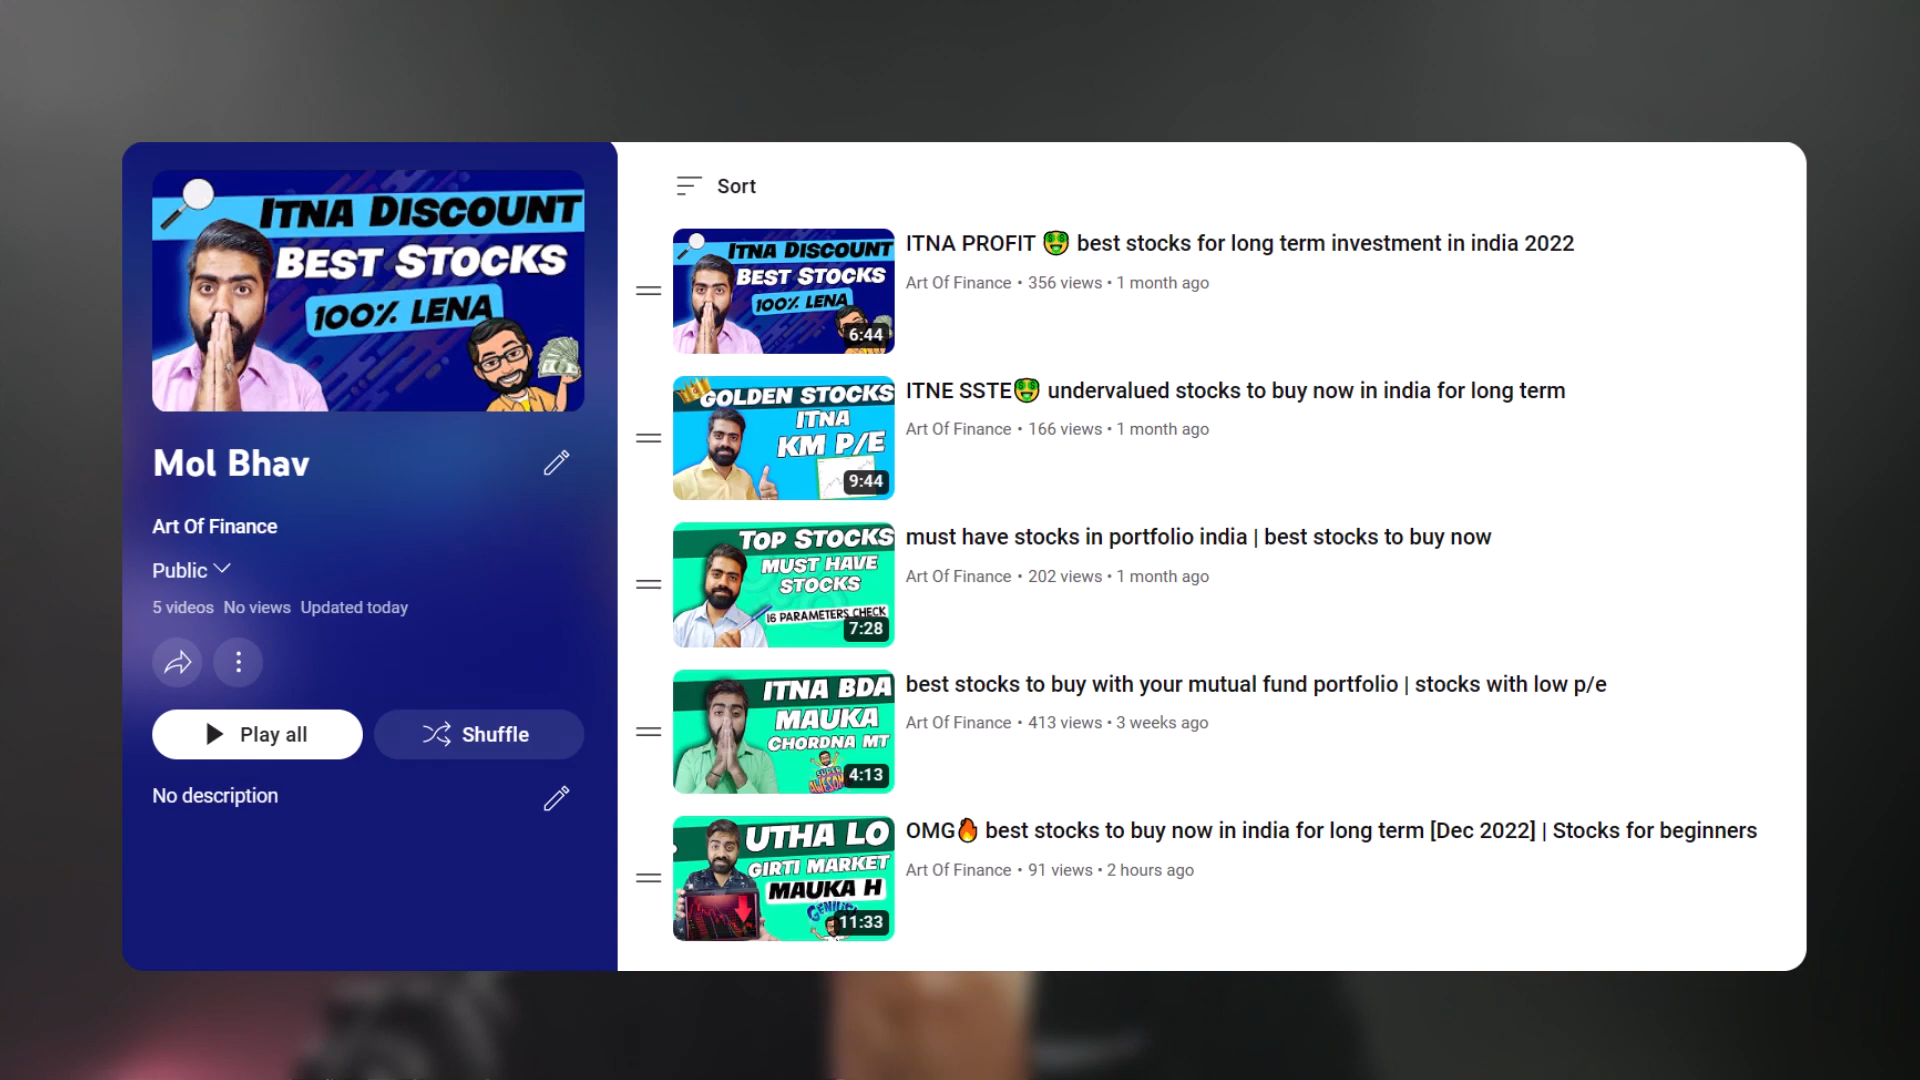 ITNA DISCOUNT
BEST STOCKS
100% LENA
Mol Bhav
Art Of Finance
Public
5 videos No views Updated today
Play all
Shuffle
No description
Sort
ITNA DISCOUNT
BEST STOCKS
100% LENA
6:44
ITNA PROFIT 🤑 best stocks for long term investment in india 2022
Art Of Finance • 356 views • 1 month ago
GOLDEN STOCKS
ITNA
KM P/E
9:44
ITNE SSTE🤑 undervalued stocks to buy now in india for long term
Art Of Finance • 166 views • 1 month ago
TOP STOCKS
MUST HAVE
STOCKS
16 PARAMETERS CHECK
7:28
must have stocks in portfolio india | best stocks to buy now
Art Of Finance • 202 views • 1 month ago
ITNA BDA
MAUKA
CHORDNA MT
SUPER
AWESOM
4:13
best stocks to buy with your mutual fund portfolio | stocks with low p/e
Art Of Finance • 413 views • 3 weeks ago
UTHA LO
GIRTI MARKET
MAUKA H
11:33
OMG🔥 best stocks to buy now in india for long term [Dec 2022] | Stocks for beginners
Art Of Finance • 91 views • 2 hours ago